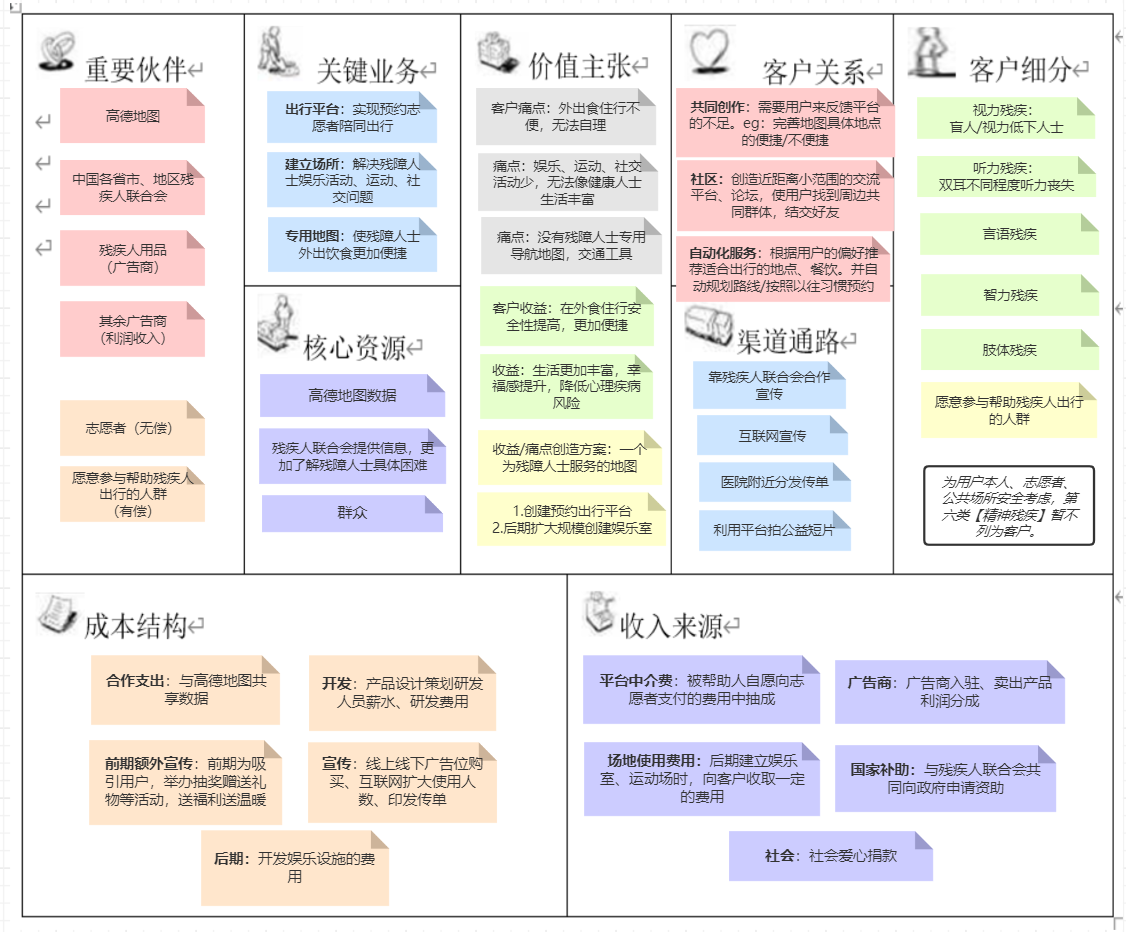 重要伙伴
高德地图
中国各省市、地区残
疾人联合会
残疾人用品
（广告商）
其余广告商
（利润收入）
志愿者（无偿）
愿意参与帮助残疾人
出行的人群
（有偿）
关键业务
出行平台：实现预约志
愿者陪同出行
建立场所：解决残障人
士娱乐活动、运动、社
交问题
专用地图：使残障人士
外出饮食更加便捷
核心资源
高德地图数据
残疾人联合会提供信息，更
加了解残障人士具体困难
群众
价值主张
客户痛点：外出食住行不
便，无法自理
痛点：娱乐、运动、社交
活动少，无法像健康人士
生活丰富
痛点：没有残障人士专用
导航地图，交通工具
客户收益：在外食住行安
全性提高，更加便捷
收益：生活更加丰富，幸
福感提升，降低心理疾病
风险
收益/痛点创造方案：一个
为残障人士服务的地图
1.创建预约出行平台
2.后期扩大规模创建娱乐室
客户关系
共同创作：需要用户来反馈平台
的不足。eg：完善地图具体地点
的便捷/不便捷
社区：创造近距离小范围的交流
平台、论坛，使用户找到周边共
同群体，结交好友
自动化服务：根据用户的偏好推
荐适合出行的地点、餐饮。并自
动规划路线/按照以往习惯预约
渠道通路
靠残疾人联合会合作
宣传
互联网宣传
医院附近分发传单
利用平台拍公益短片
客户细分
视力残疾：
盲人/视力低下人士
听力残疾：
双耳不同程度听力丧失
言语残疾
智力残疾
肢体残疾
愿意参与帮助残疾人出行
的人群
为用户本人、志愿者、
公共场所安全考虑，第
六类【精神残疾】暂不
列为客户。
成本结构
合作支出：与高德地图共
享数据
开发：产品设计策划研发
人员薪水、研发费用
前期额外宣传：前期为吸
引用户，举办抽奖赠送礼
物等活动，送福利送温暖
宣传：线上线下广告位购
买、互联网扩大使用人
数、印发传单
后期：开发娱乐设施的费
用
收入来源
平台中介费：被帮助人自愿向志
愿者支付的费用中抽成
广告商：广告商入驻、卖出产品
利润分成
场地使用费用：后期建立娱乐
室、运动场时，向客户收取一定
的费用
国家补助：与残疾人联合会共
同向政府申请资助
社会：社会爱心捐款